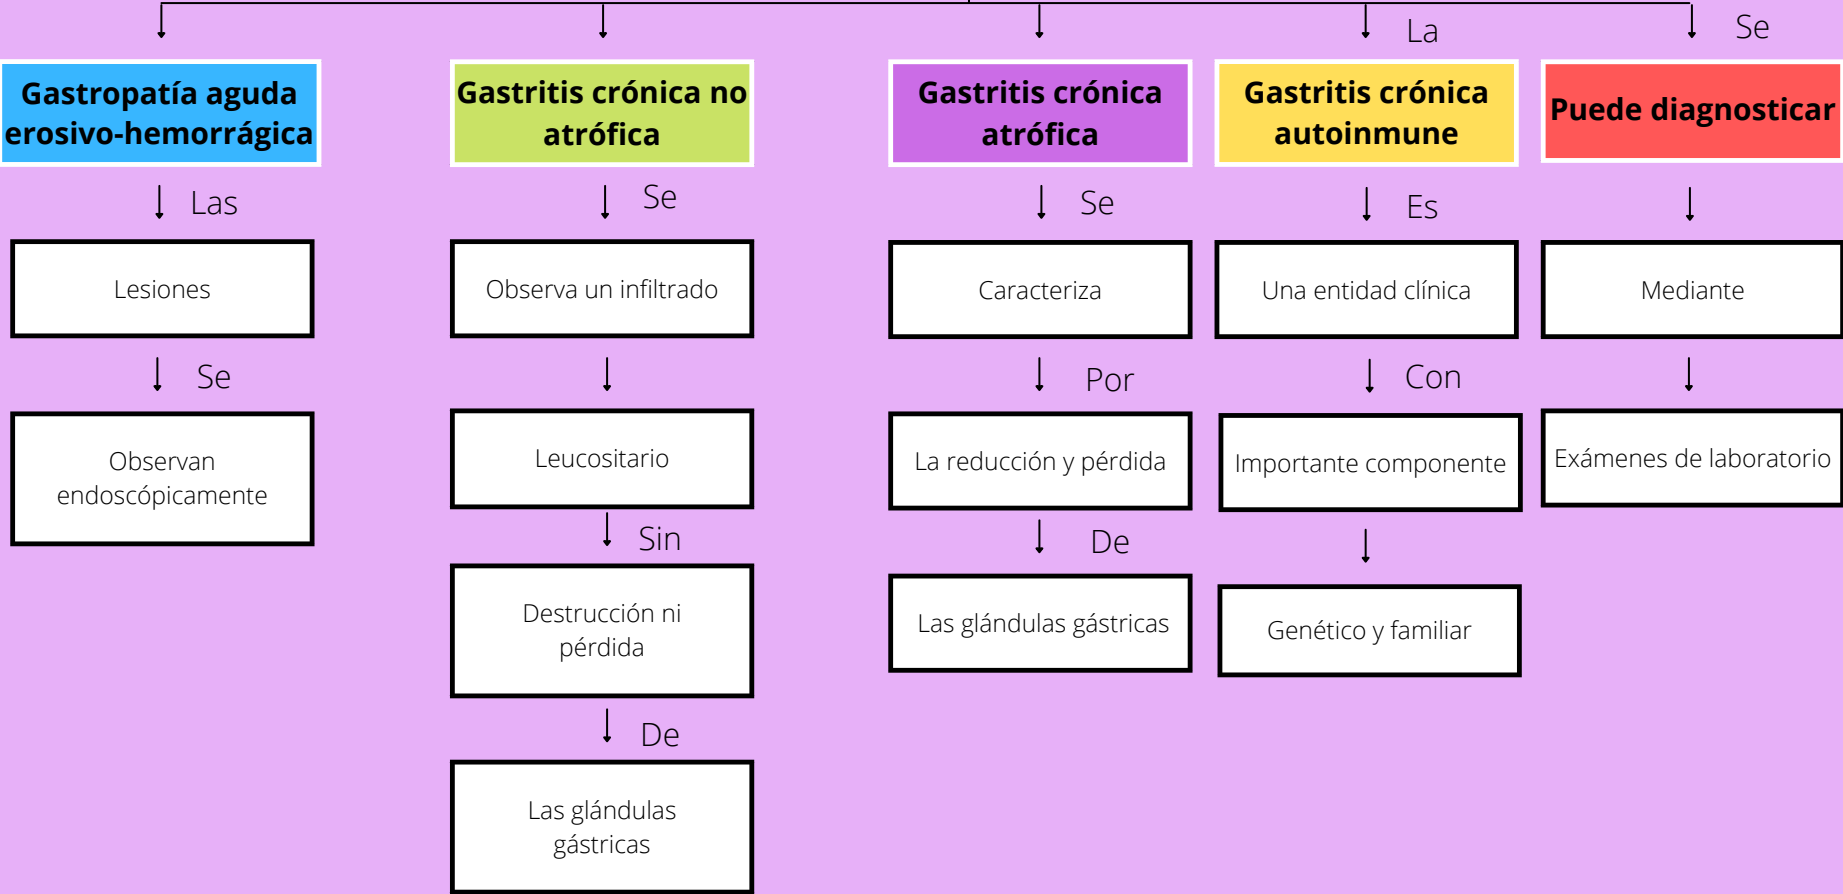 Gastropatía aguda
erosivo-hemorrágica
Las
Lesiones
Se
Observan
endoscópicamente
Gastritis crónica no
atrófica
Se
Observa un infiltrado
Leucositario
Sin
Destrucción ni
pérdida
De
Las glándulas
gástricas
Gastritis crónica
atrófica
Se
Caracteriza
Por
La reducción y pérdida
De
Las glándulas gástricas
La
Gastritis crónica
autoinmune
Es
Una entidad clínica
Con
Importante componente
Genético y familiar
Se
Puede diagnosticar
Mediante
Exámenes de laboratorio